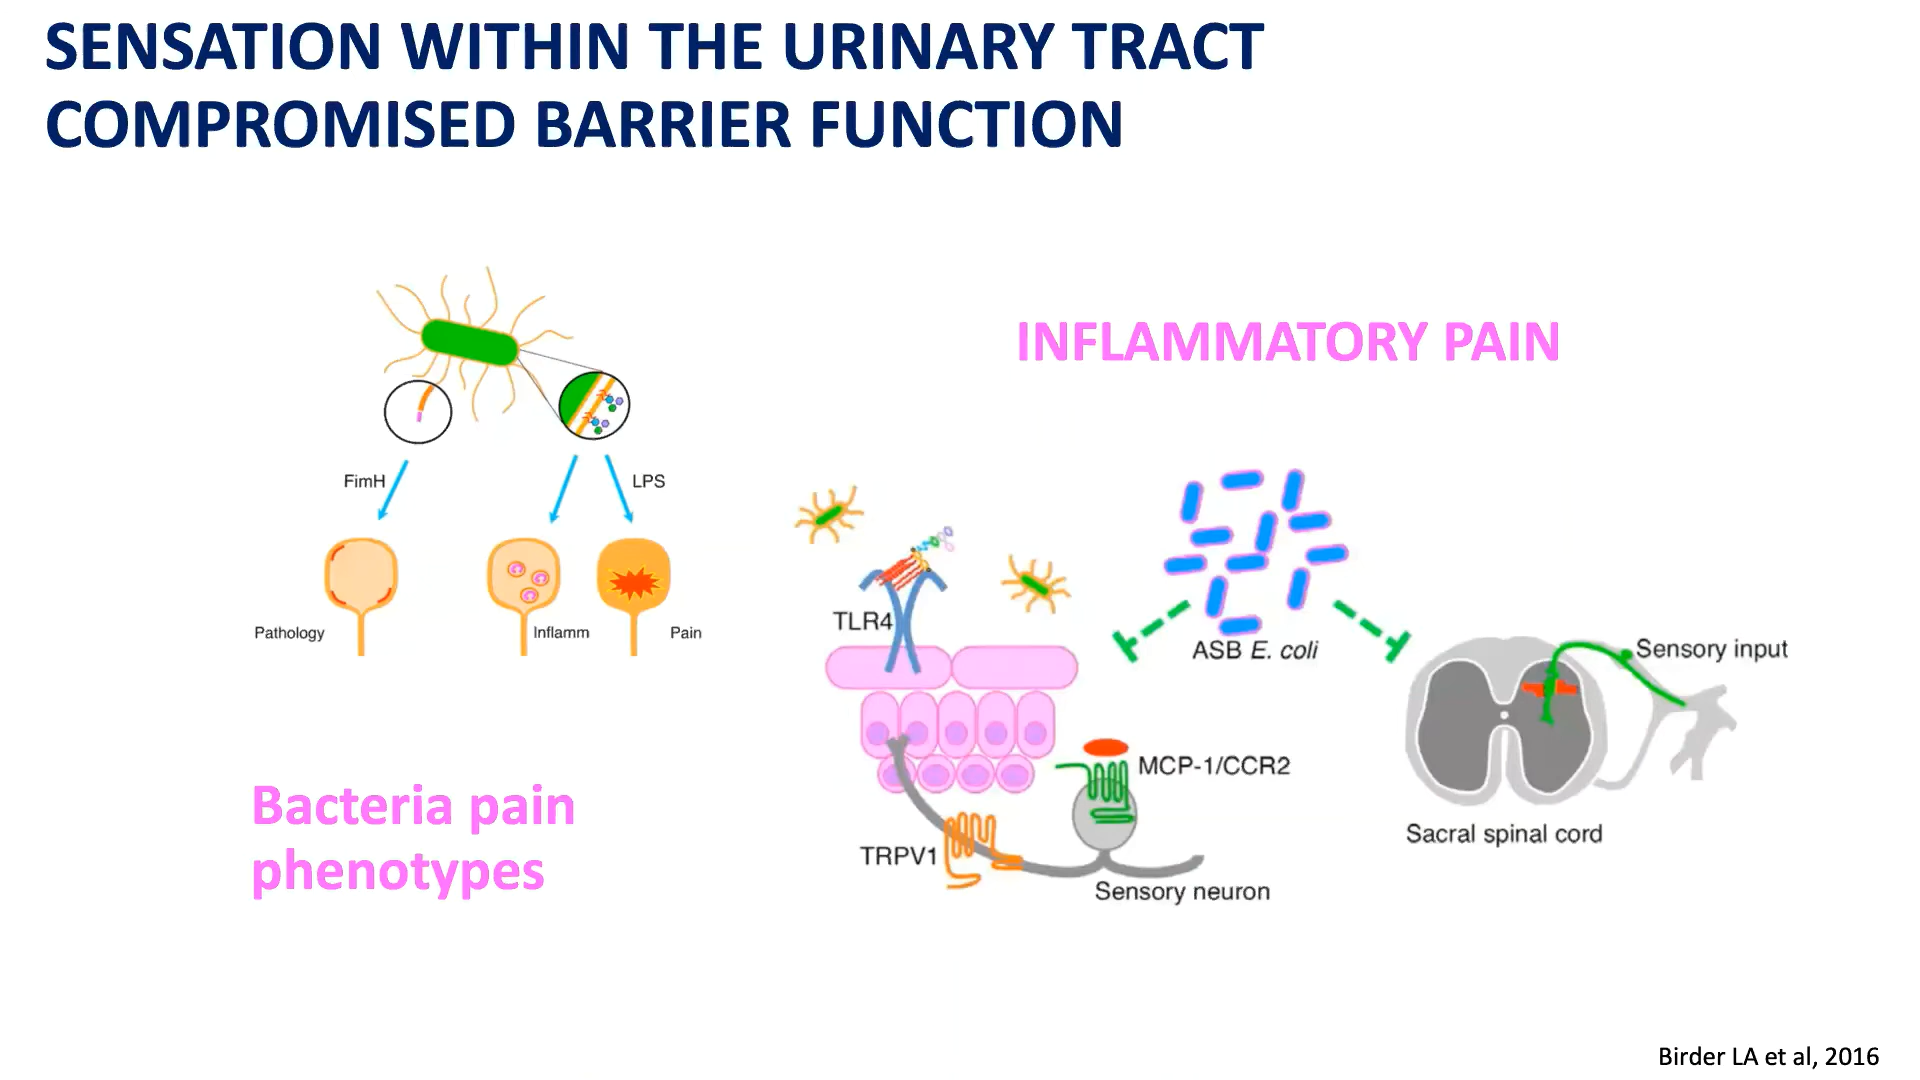 SENSATION WITHIN THE URINARY TRACT
COMPROMISED BARRIER FUNCTION
FimH
LPS
Pathology
Inflamm
Pain
Bacteria pain
phenotypes
INFLAMMATORY PAIN
TLR4
ASB E. coli
Sensory input
MCP-1/CCR2
TRPV1
Sensory neuron
Sacral spinal cord
Birder LA et al, 2016